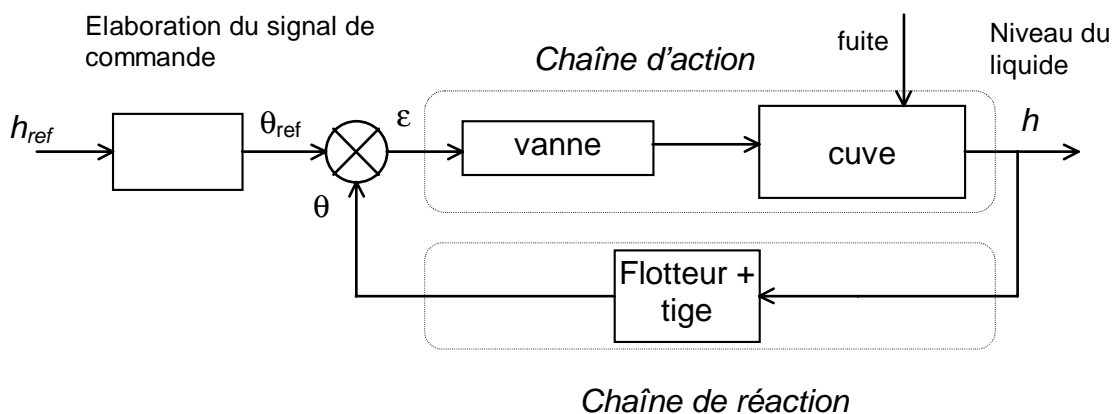 Elaboration du signal de
commande
Chaîne d'action
fuite
Niveau du
liquide
h_ref
θ_ref
ε
vanne
cuve
h
θ
Flotteur +
tige
Chaîne de réaction